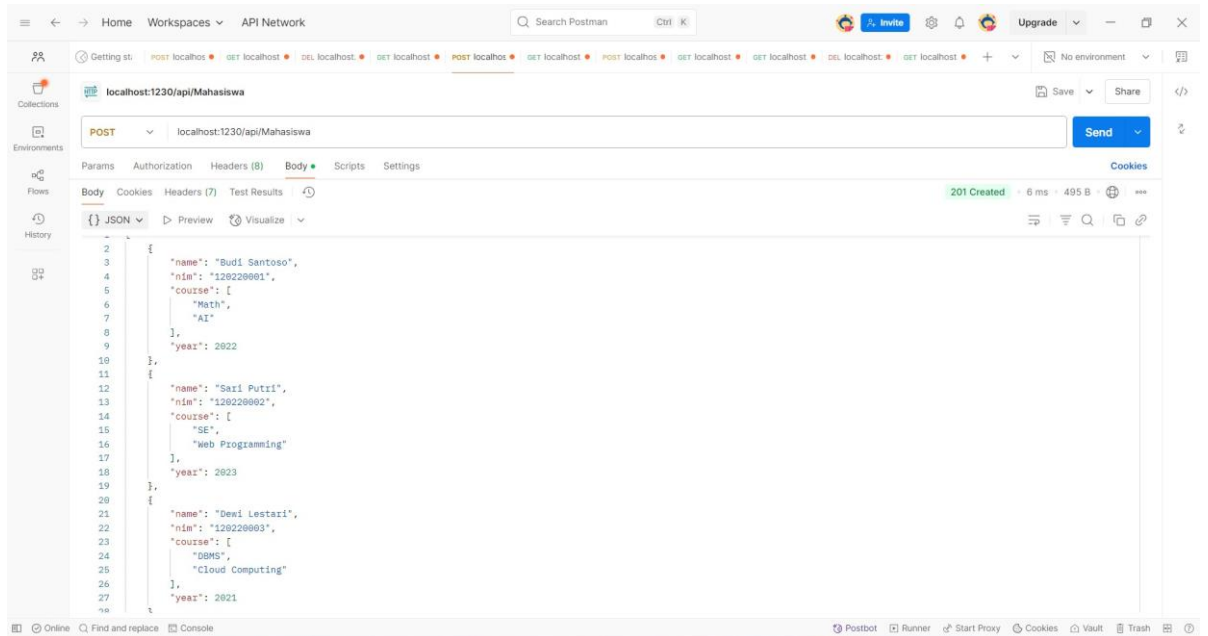 Home Workspaces API Network Search Postman Ctrl K Invite Upgrade
Getting sta POST localhos GET localhost DEL localhost. GET localhost POST localhos GET localhost POST localhos GET localhost GET localhost DEL localhost. GET localhost No environment
Collections
Environments
Flows
History
HTTP localhost:1230/api/Mahasiswa Save Share
POST localhost:1230/api/Mahasiswa Send
Params Authorization Headers (8) Body Scripts Settings Cookies
Body Cookies Headers (7) Test Results 201 Created 6 ms 495 B
{} JSON Preview Visualize
2 {
3 "name": "Budi Santoso",
4 "nim": "120220001",
5 "course": [
6 "Math",
7 "AI"
8 ],
9 "year": 2022
10 },
11 {
12 "name": "Sari Putri",
13 "nim": "120220002",
14 "course": [
15 "SE",
16 "Web Programming"
17 ],
18 "year": 2023
19 },
20 {
21 "name": "Dewi Lestari",
22 "nim": "120220003",
23 "course": [
24 "DBMS",
25 "Cloud Computing"
26 ],
27 "year": 2021
28 }
Online Find and replace Console Postbot Runner Start Proxy Cookies Vault Trash